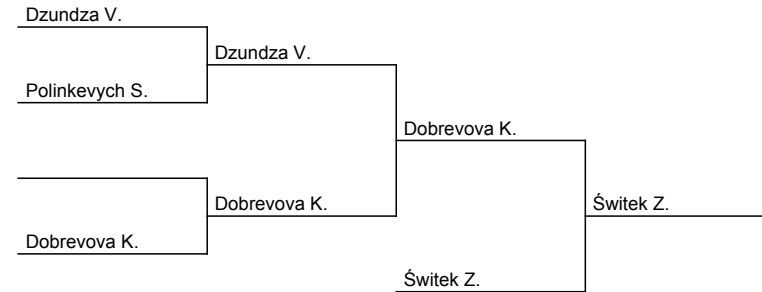 Dzundza V.
Dzundza V.
Polinkevych S.
Dobrevova K.
Dobrevova K.
Świtek Z.
Dobrevova K.
Świtek Z.